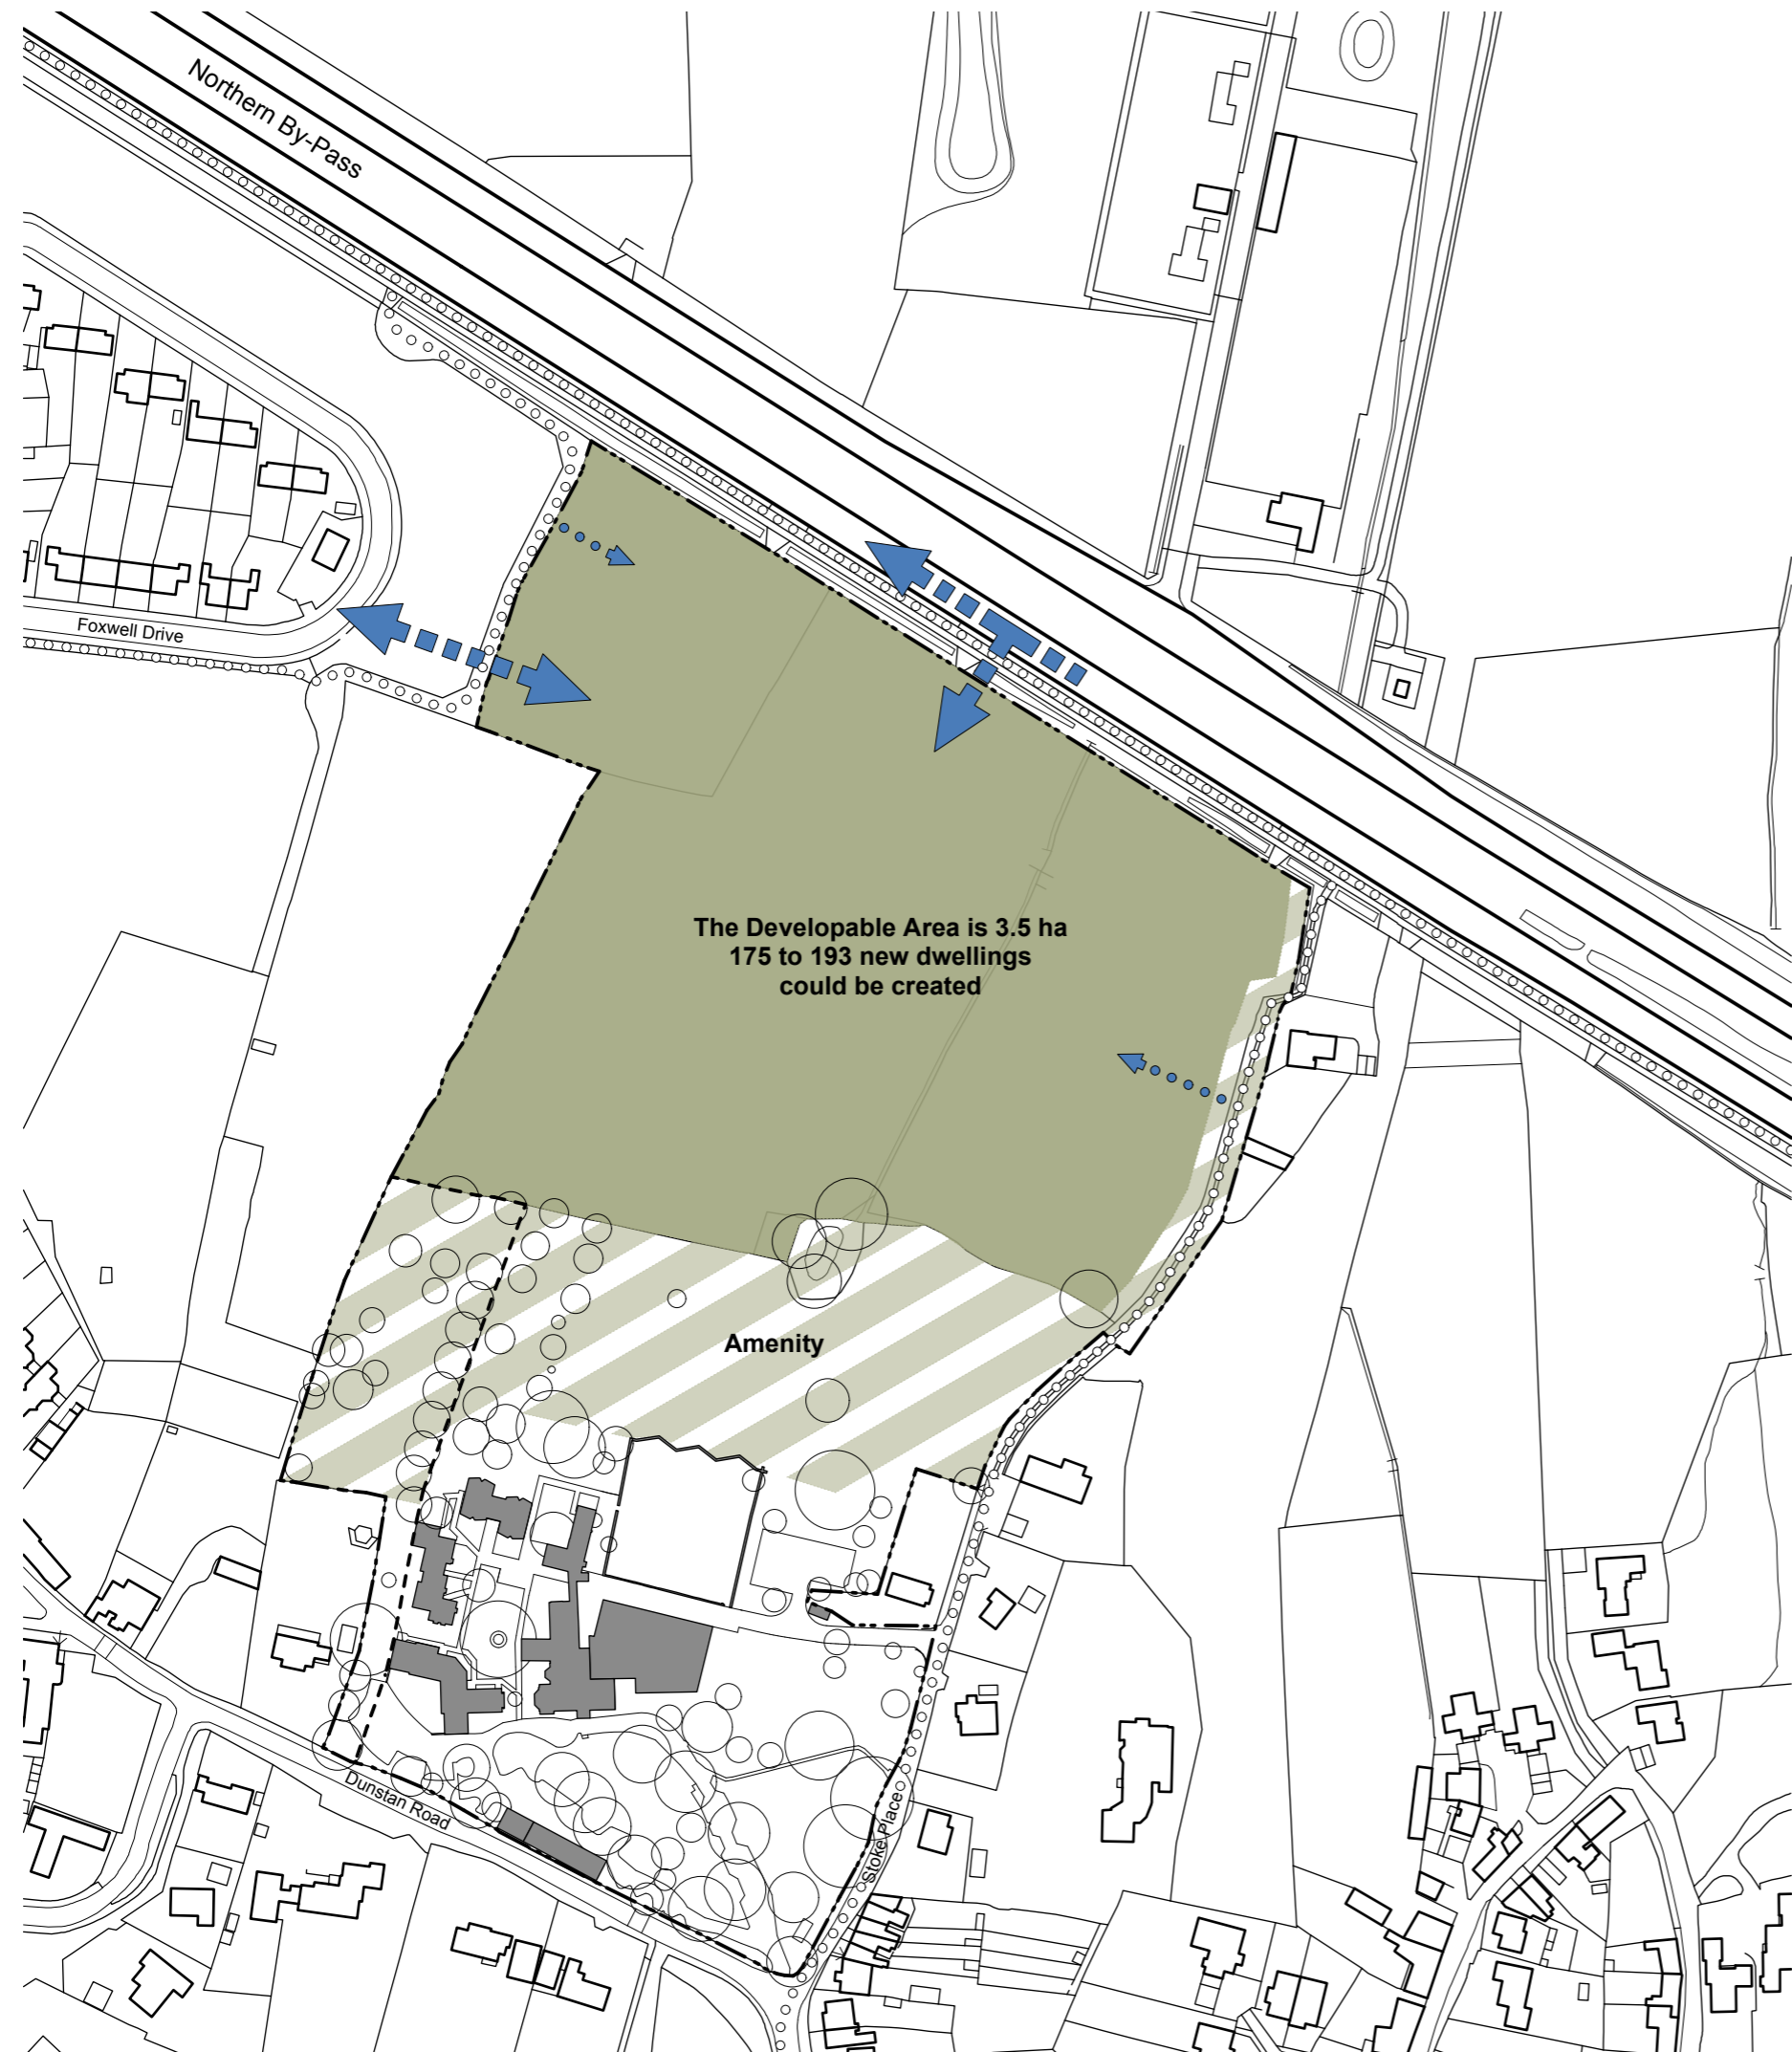 Northern By-Pass
Foxwell Drive
The Developable Area is 3.5 ha
175 to 193 new dwellings
could be created
Amenity
Dunstan Road
Stoke Place